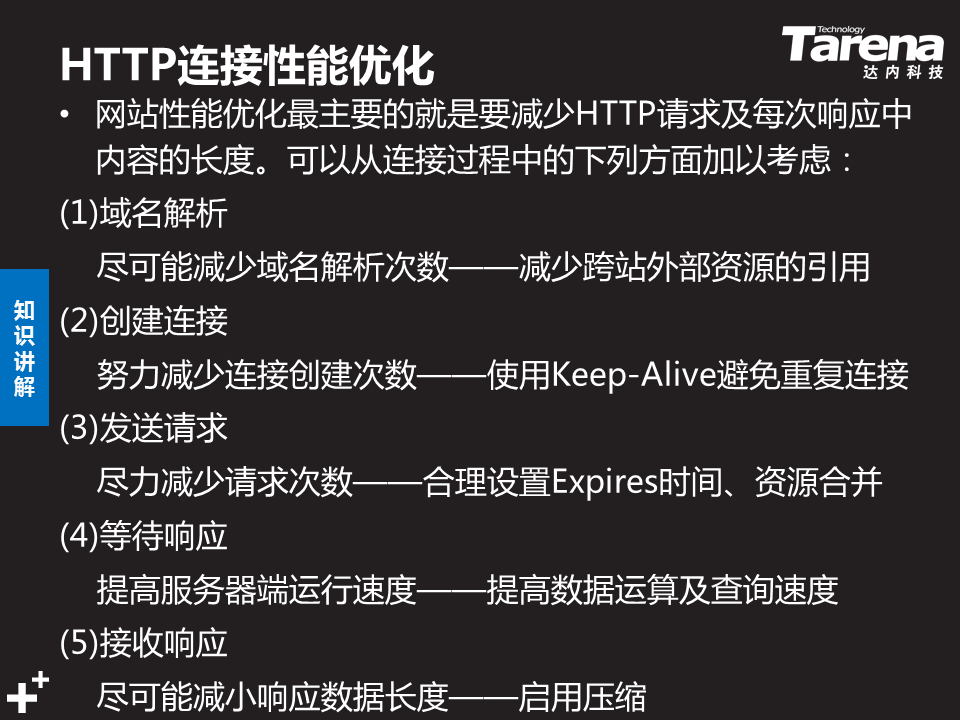 HTTP连接性能优化
Technology
Tarena
达内科技
• 网站性能优化最主要的就是要减少HTTP请求及每次响应中
内容的长度。可以从连接过程中的下列方面加以考虑：
(1)域名解析
尽可能减少域名解析次数——减少跨站外部资源的引用
(2)创建连接
努力减少连接创建次数——使用Keep-Alive避免重复连接
(3)发送请求
尽力减少请求次数——合理设置Expires时间、资源合并
(4)等待响应
提高服务器端运行速度——提高数据运算及查询速度
(5)接收响应
尽可能减小响应数据长度——启用压缩
知
识
讲
解